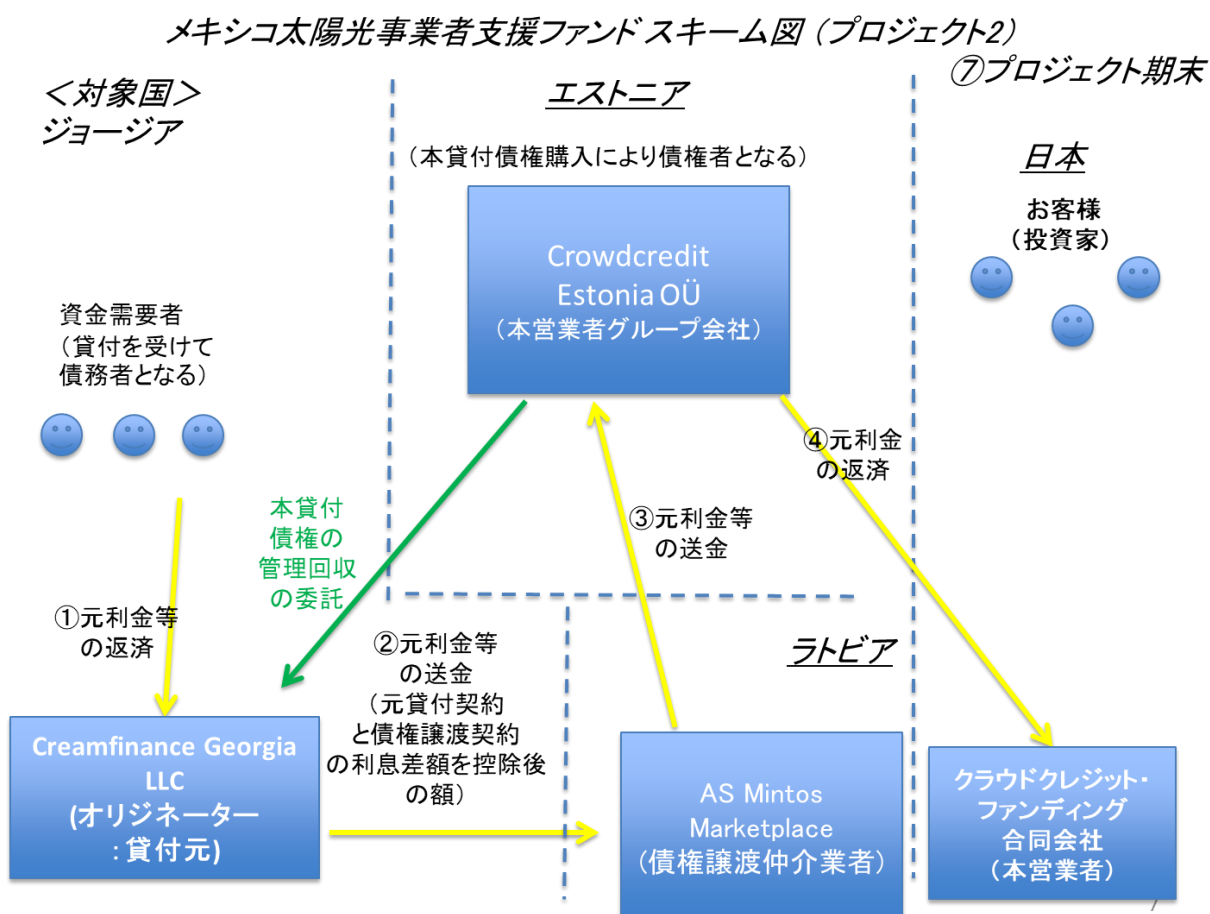 メキシコ太陽光事業者支援ファンドスキーム図（プロジェクト2）
⑦プロジェクト期末
＜対象国＞
ジョージア
エストニア
（本貸付債権購入により債権者となる）
日本
お客様
（投資家）
Crowdcredit
Estonia OÜ
（本営業者グループ会社）
資金需要者
（貸付を受けて
債務者となる）
④元利金
の返済
本貸付
債権の
管理回収
の委託
③元利金等
の送金
①元利金等
の返済
②元利金等
の送金
（元貸付契約
と債権譲渡契約
の利息差額を控除後
の額）
ラトビア
Creamfinance Georgia
LLC
(オリジネーター
：貸付元)
AS Mintos
Marketplace
（債権譲渡仲介業者）
クラウドクレジット・
ファンディング
合同会社
（本営業者）